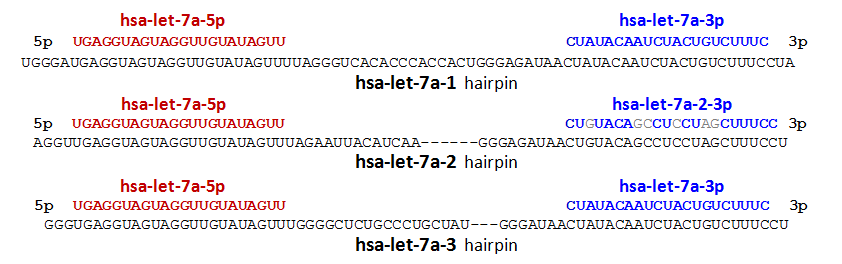 hsa-let-7a-5p hsa-let-7a-3p
5p UGAGGUAGUAGGUUGUAUAGUU CUAUACAAUCUACUGUCUUUC 3p
UGGGAUGAGGUAGUAGGUUGUAUAGUUUUAGGGUCACACCCACCACUGGGAGAUAACUAUACAAUCUACUGUCUUUCCUA
hsa-let-7a-1 hairpin
hsa-let-7a-5p hsa-let-7a-2-3p
5p UGAGGUAGUAGGUUGUAUAGUU CUGUACAGCCUCCUAGCUUUCC 3p
AGGUUGAGGUAGUAGGUUGUAUAGUUUAGAAUUACAUCAA------GGGAGAUAACUGUACAGCCUCCUAGCUUUCCU
hsa-let-7a-2 hairpin
hsa-let-7a-5p hsa-let-7a-3p
5p UGAGGUAGUAGGUUGUAUAGUU CUAUACAAUCUACUGUCUUUC 3p
GGGUGAGGUAGUAGGUUGUAUAGUUUGGGGCUCUGCCCUGCUAU---GGGAUAACUAUACAAUCUACUGUCUUUCCU
hsa-let-7a-3 hairpin